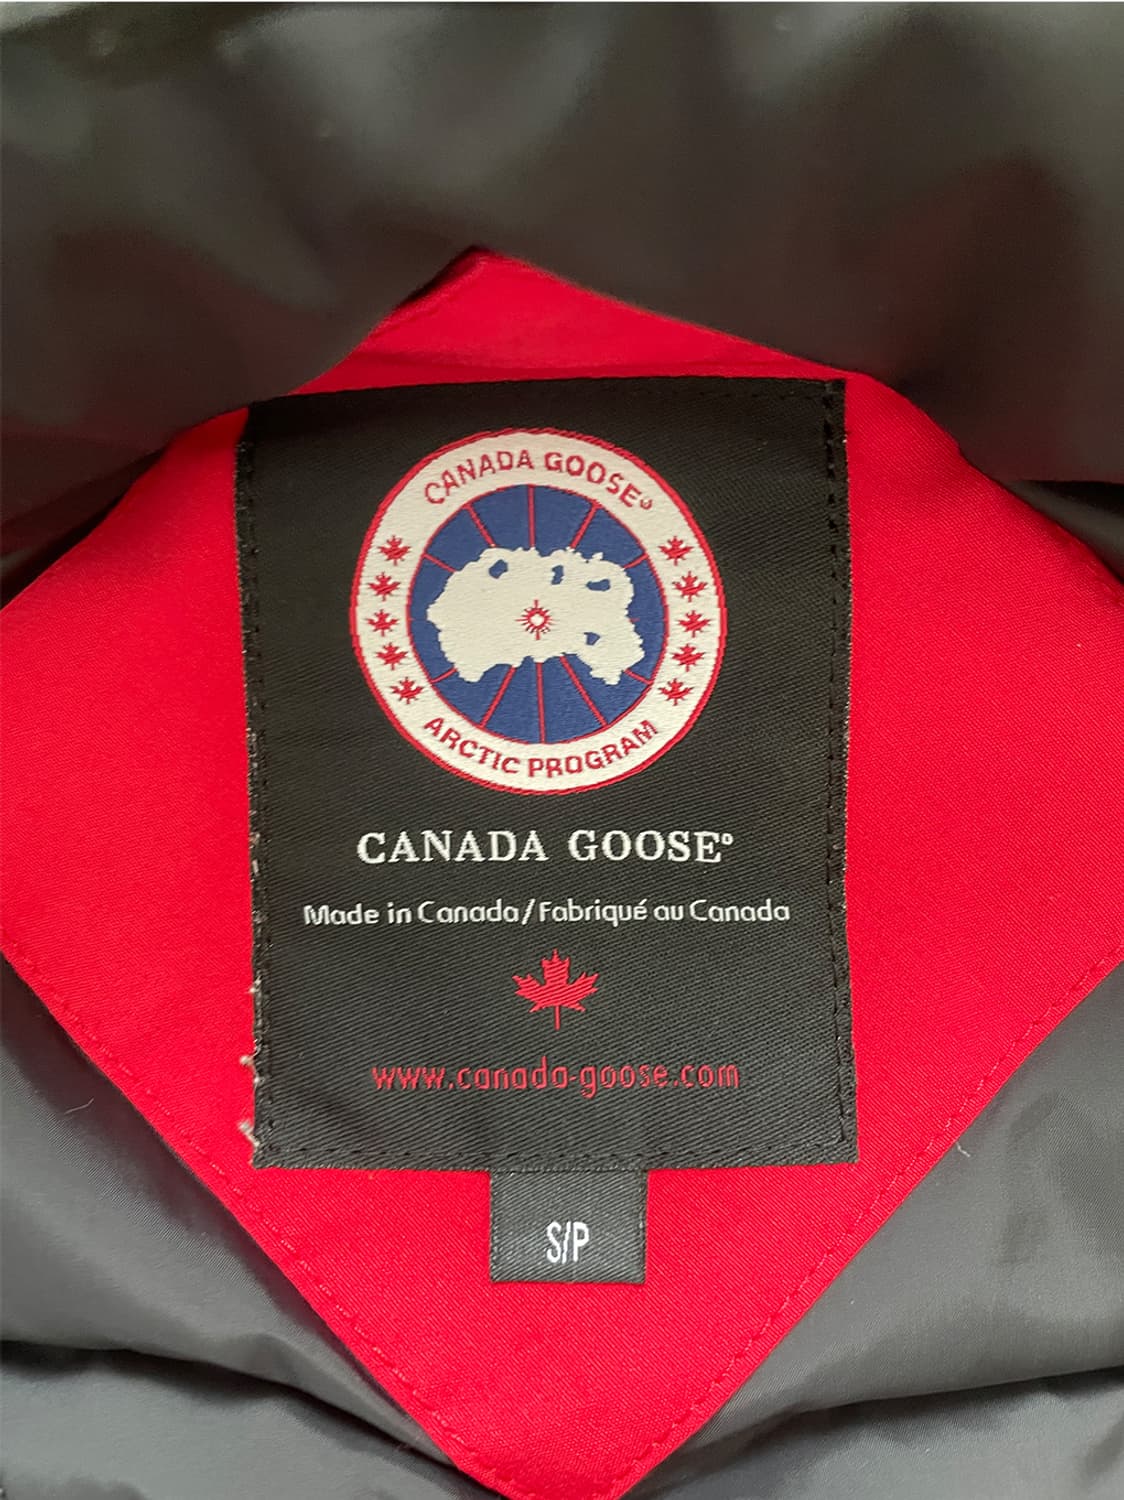 CANADA GOOSE®
ARCTIC PROGRAM
CANADA GOOSE®
Made in Canada/Fabriqué au Canada
www.canada-goose.com
S/P